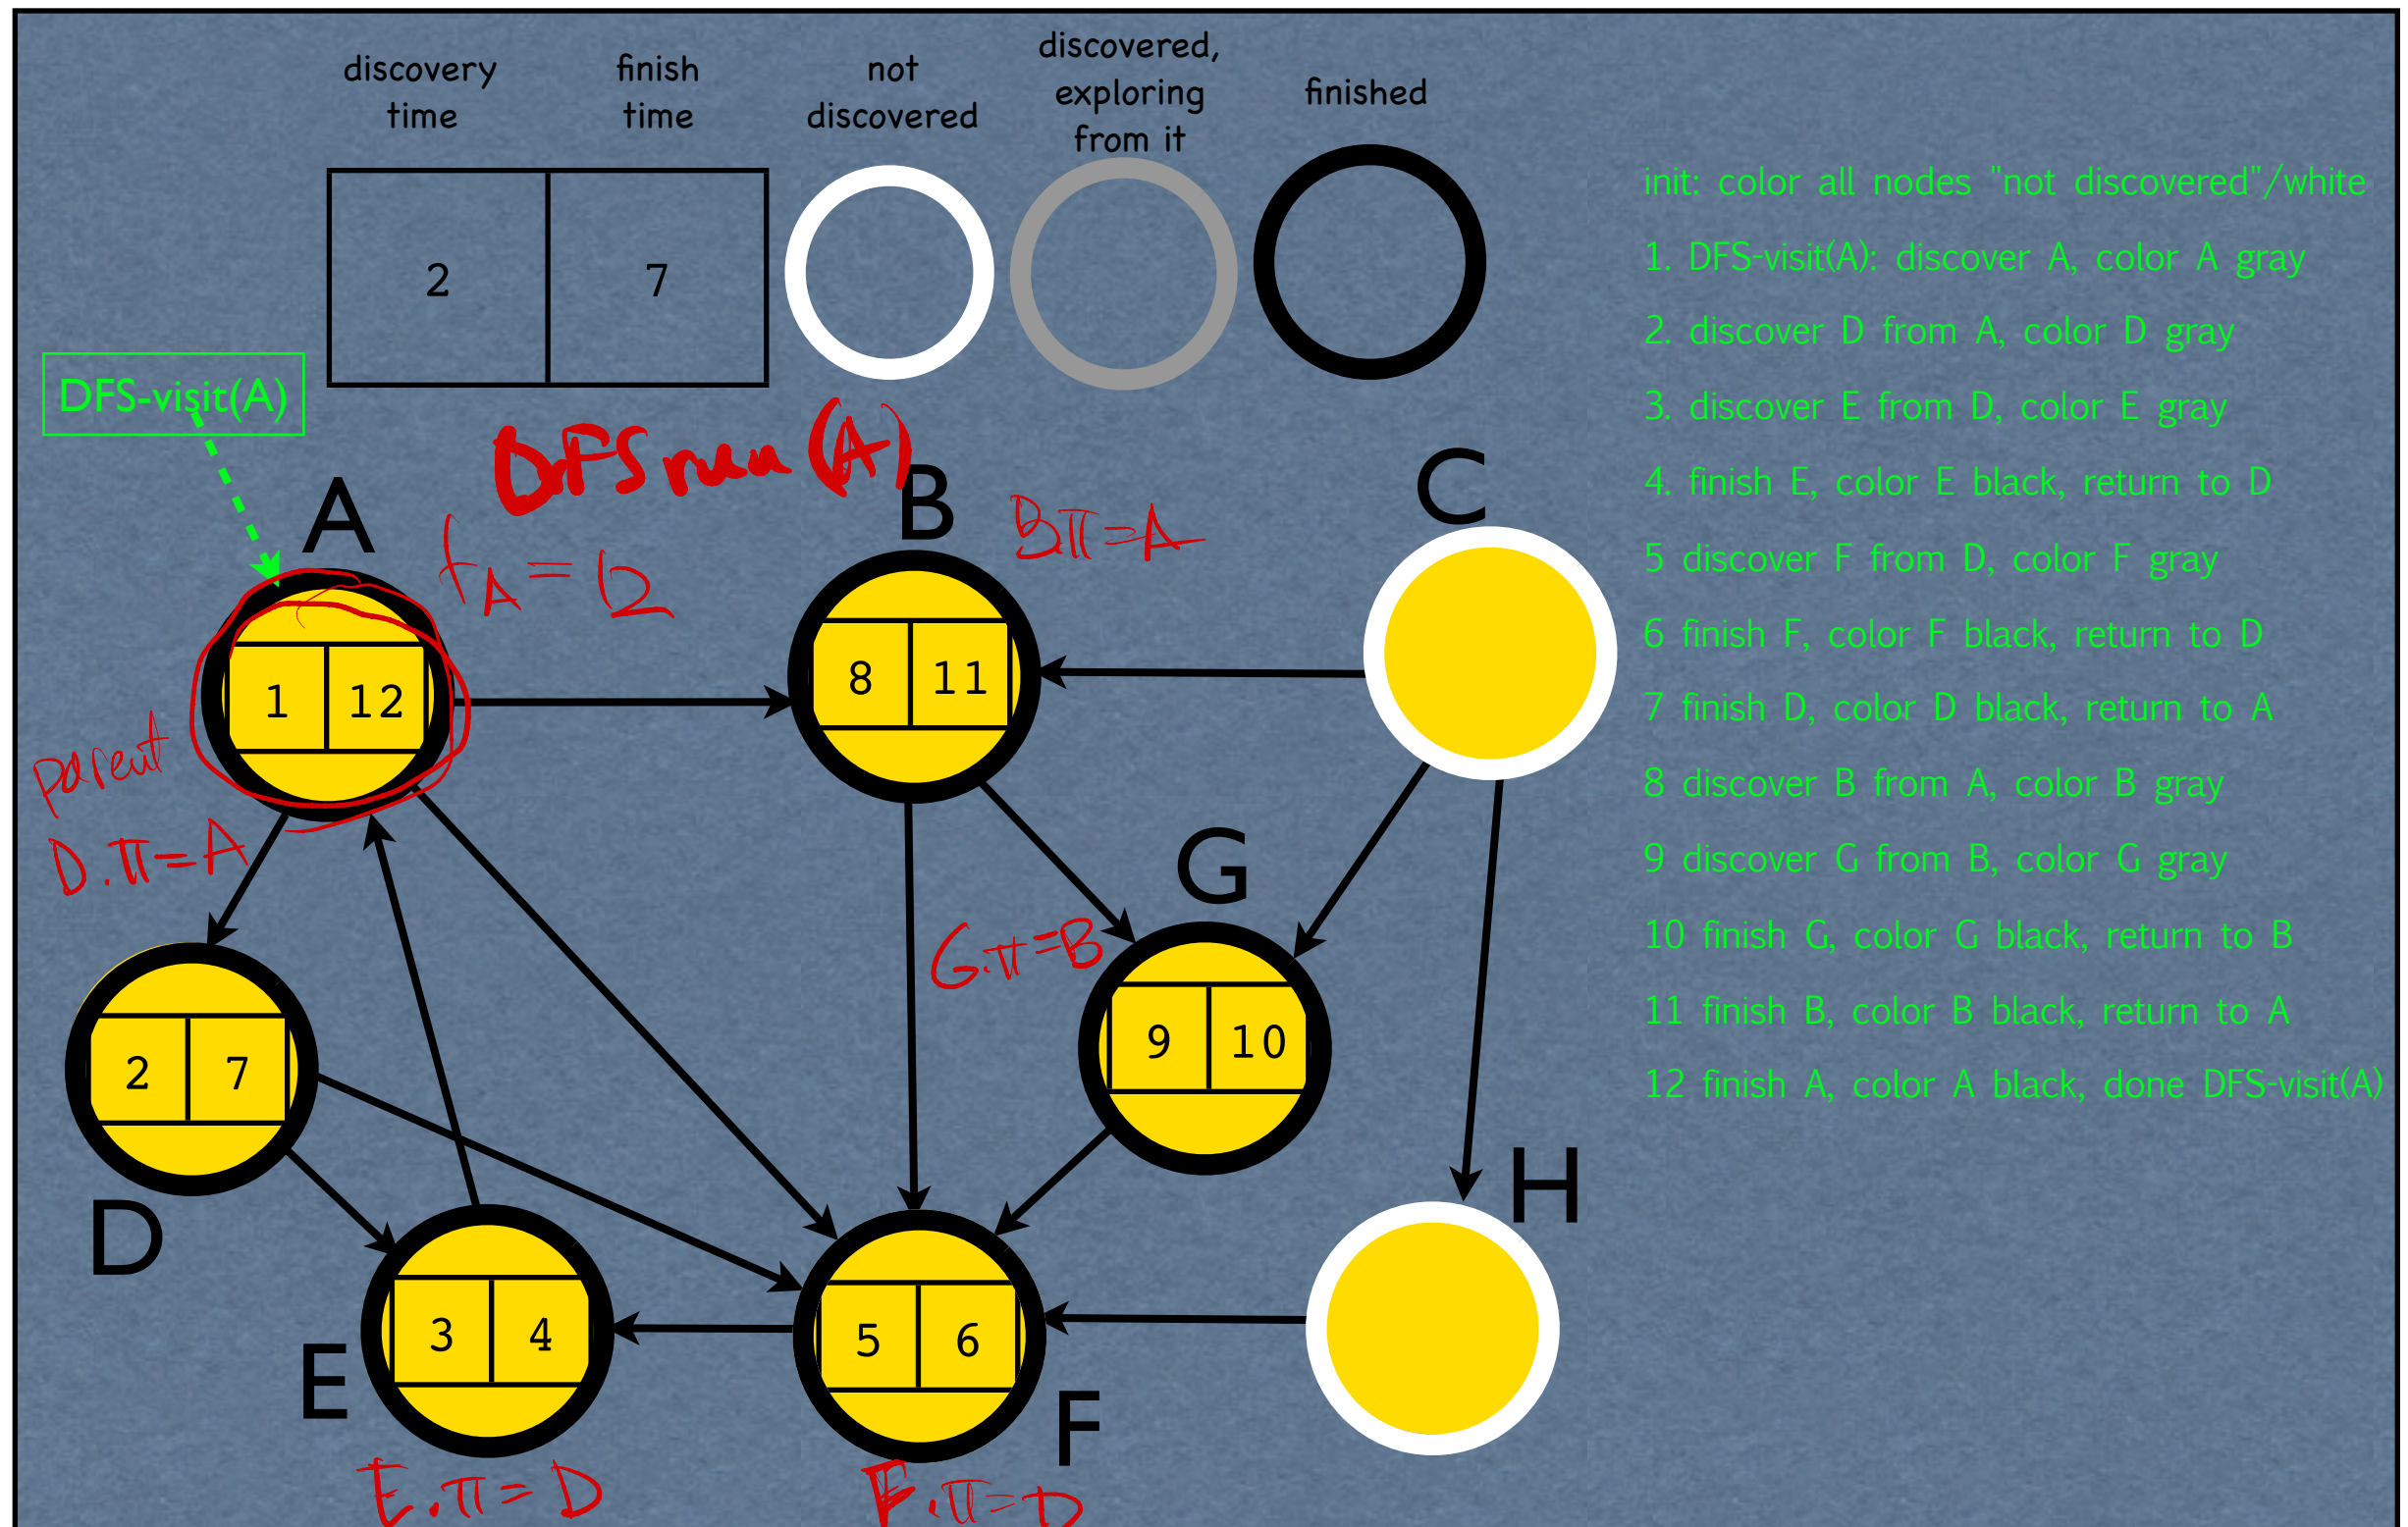 discovery time
finish time
not discovered
discovered, exploring from it
finished
2 7
init: color all nodes "not discovered"/white
1. DFS-visit(A): discover A, color A gray
2. discover D from A, color D gray
3. discover E from D, color E gray
4. finish E, color E black, return to D
5 discover F from D, color F gray
6 finish F, color F black, return to D
7 finish D, color D black, return to A
8 discover B from A, color B gray
9 discover G from B, color G gray
10 finish G, color G black, return to B
11 finish B, color B black, return to A
12 finish A, color A black, done DFS-visit(A)
DFS-visit(A)
DFS run (A)
A
f_A = 12
B
B.π = A
C
1 12
8 11
parent
D.π = A
G
G.π = B
9 10
2 7
D
H
3 4
E
5 6
F
E.π = D
F.π = D